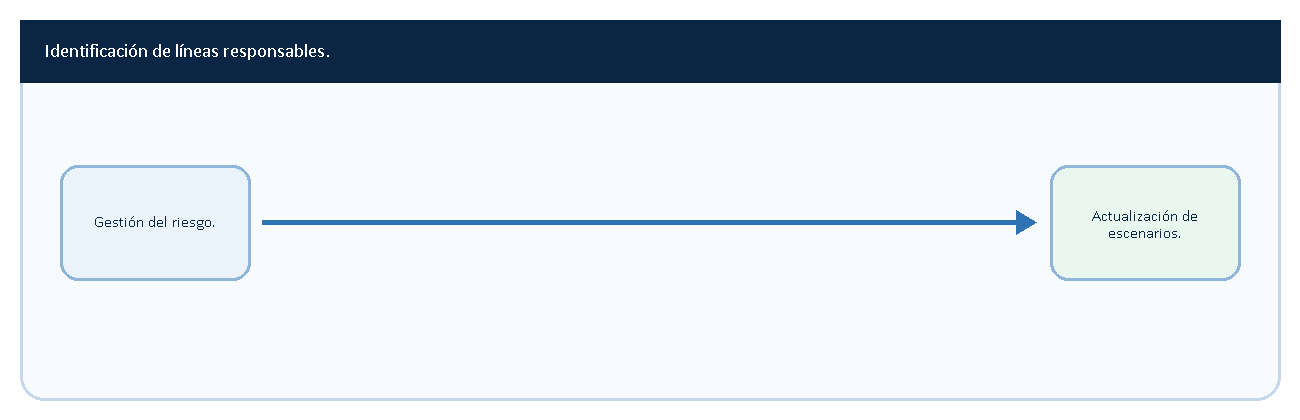 Identificación de líneas responsables.
Gestión del riesgo.
Actualización de
escenarios.